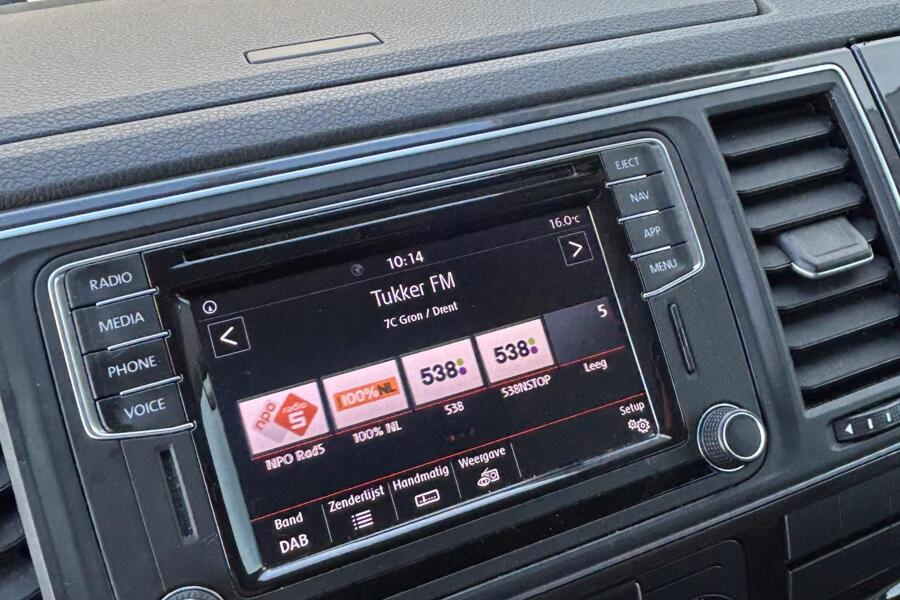 RADIO
MEDIA
PHONE
VOICE
EJECT
NAV
APP
MENU
10:14
16.0°C
Tukker FM
7C Gron / Drent
<
>
npo radio 5
100%NL
538
538
5
NPO Rad5
100% NL
538
538NSTOP
Leeg
Setup
Band
DAB
Zenderlijst
Handmatig
Weergave